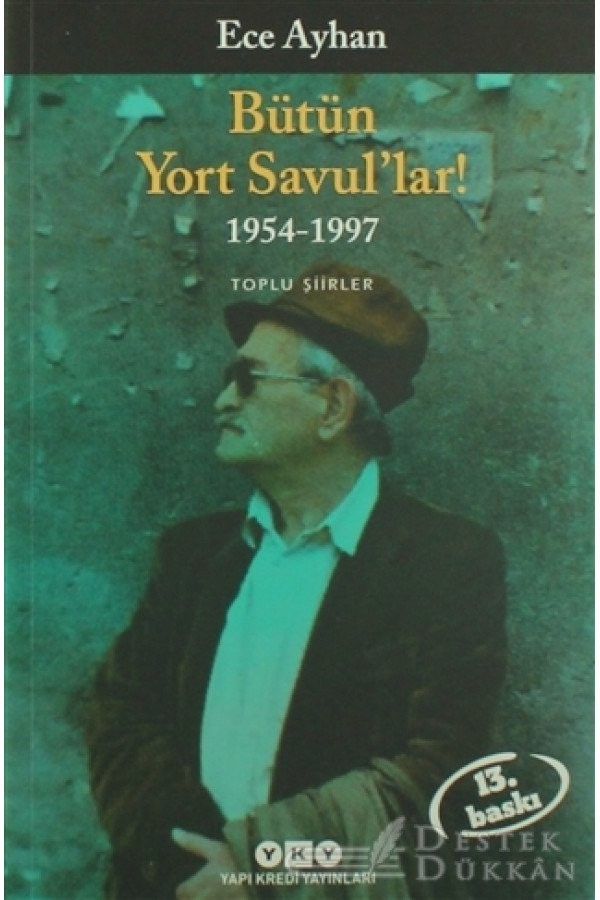 Ece Ayhan
Bütün
Yort Savul'lar!
1954-1997
TOPLU ŞİİRLER
13.
baskı
DESTEK
DÜKKÂN
YKY
YAPI KREDİ YAYINLARI